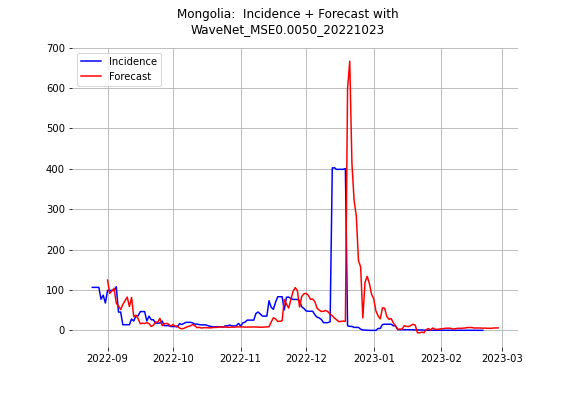 Mongolia:  Incidence + Forecast with
WaveNet_MSE0.0050_20221023
Incidence
Forecast
700
600
500
400
300
200
100
0
2022-09 2022-10 2022-11 2022-12 2023-01 2023-02 2023-03